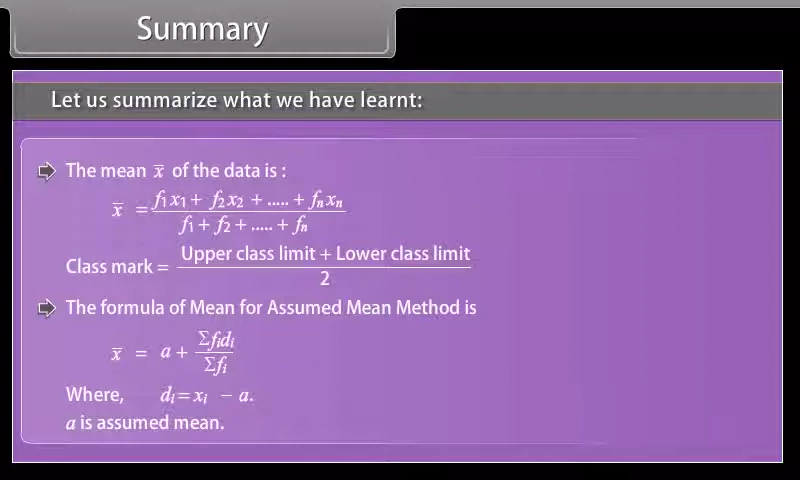 Summary
Let us summarize what we have learnt:
The mean x̅ of the data is :
x̅ = f₁x₁ + f₂x₂ + ..... + fₙxₙ
f₁ + f₂ + ..... + fₙ
Class mark = Upper class limit + Lower class limit
2
The formula of Mean for Assumed Mean Method is
x̅ = a + Σfᵢdᵢ
Σfᵢ
Where, dᵢ = xᵢ − a.
a is assumed mean.